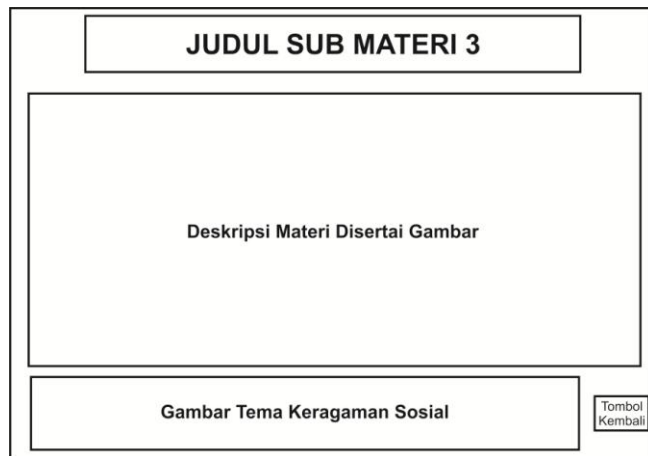 JUDUL SUB MATERI 3
Deskripsi Materi Disertai Gambar
Gambar Tema Keragaman Sosial
Tombol
Kembali